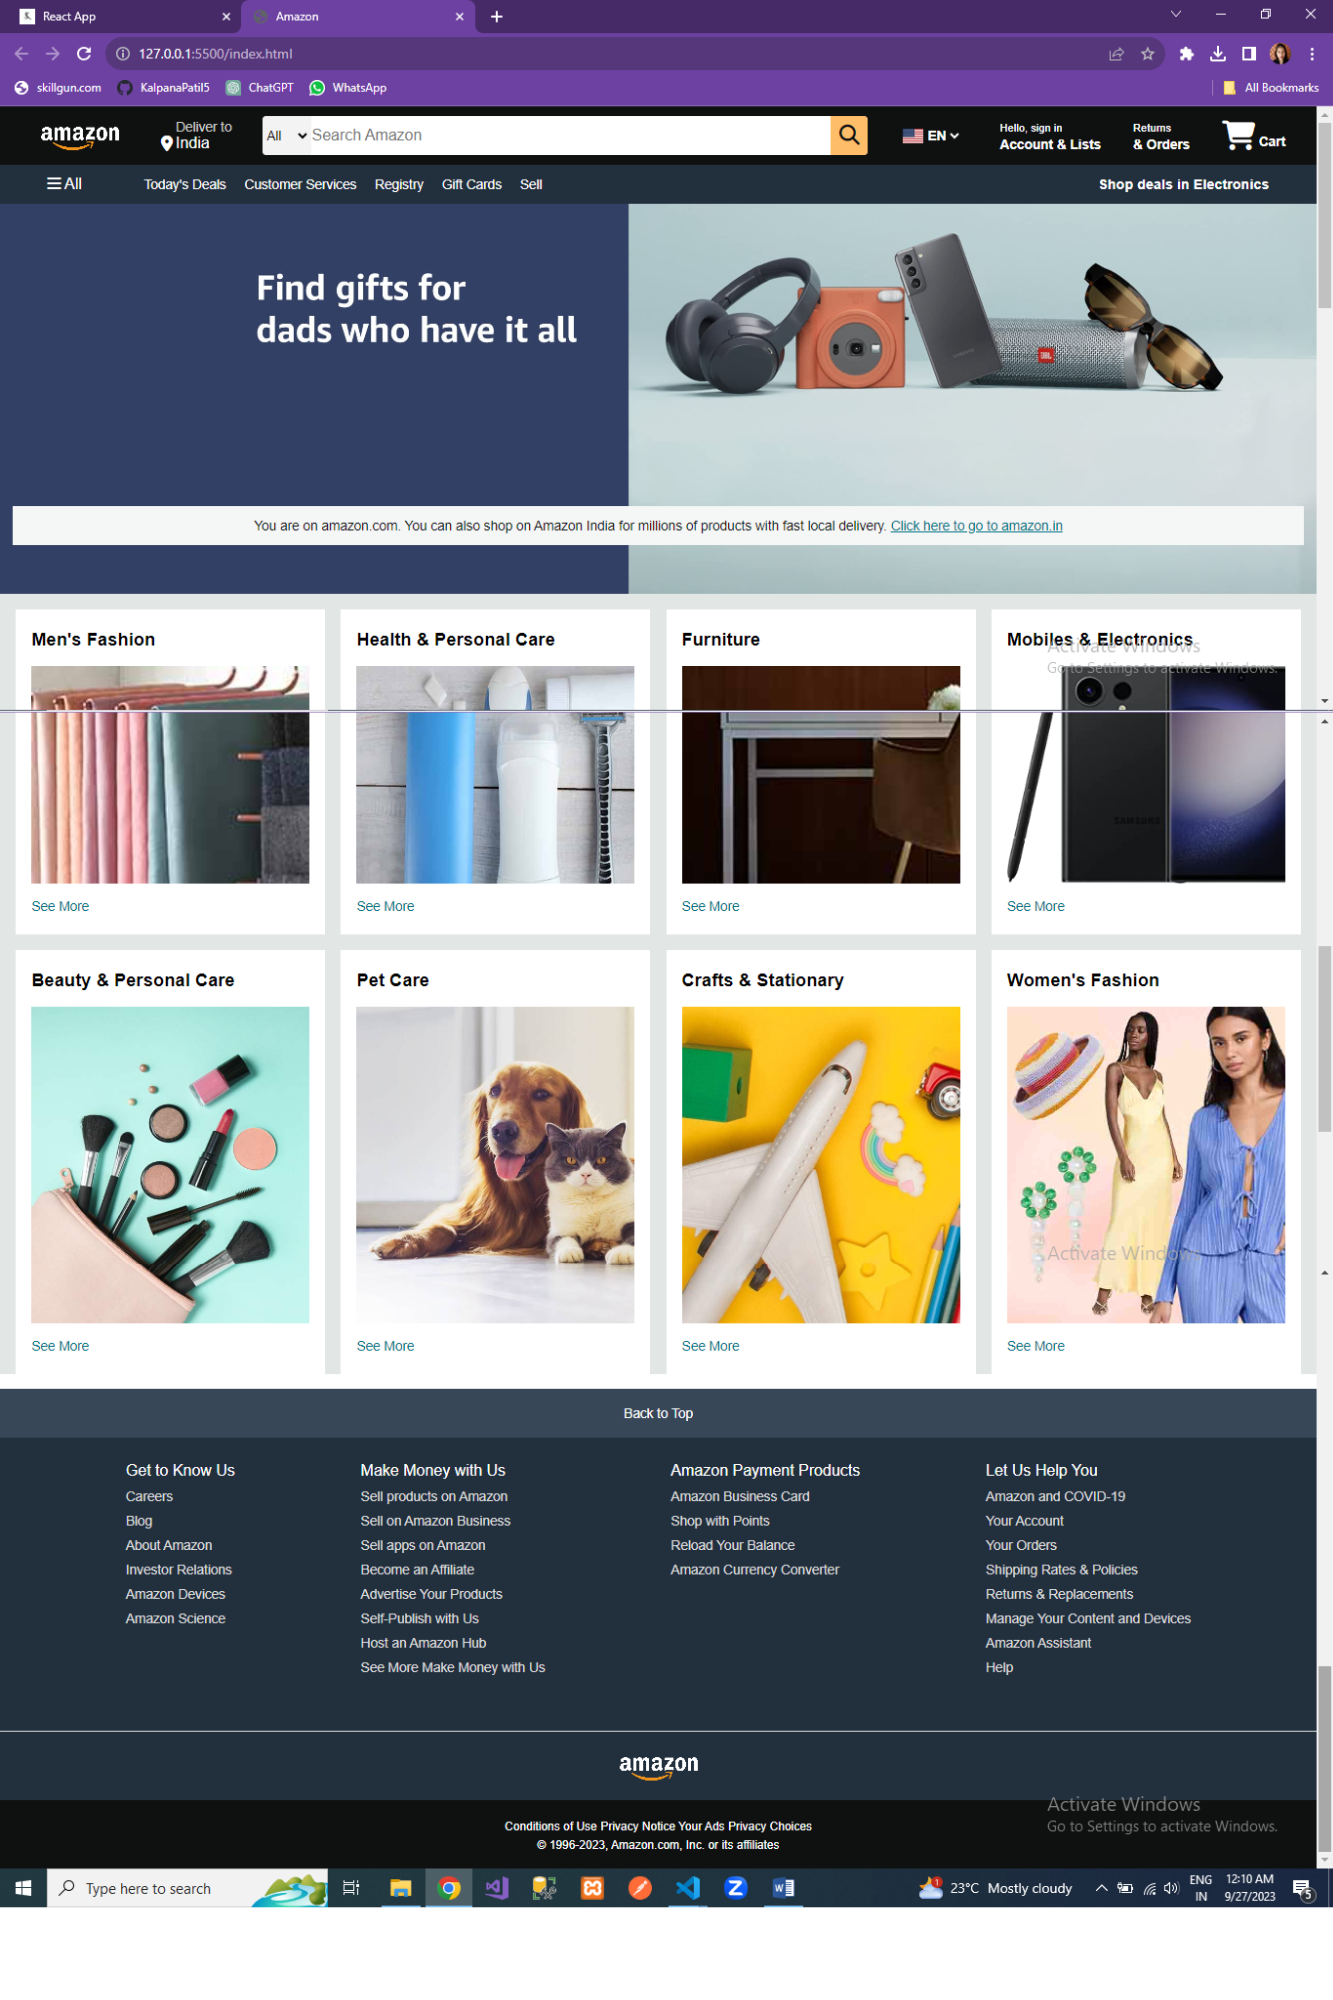 React App
Amazon
127.0.0.1:5500/index.html
skillgun.com
KalpanaPatil5
ChatGPT
WhatsApp
All Bookmarks
amazon
Deliver to
India
All
Search Amazon
EN
Hello, sign in
Account & Lists
Returns
& Orders
Cart
All
Today's Deals
Customer Services
Registry
Gift Cards
Sell
Shop deals in Electronics
Find gifts for
dads who have it all
JBL
You are on amazon.com. You can also shop on Amazon India for millions of products with fast local delivery. Click here to go to amazon.in
Men's Fashion
Health & Personal Care
Furniture
Mobiles & Electronics
Activate Windows
Go to Settings to activate Windows.
SAMSUNG
See More
See More
See More
See More
Beauty & Personal Care
Pet Care
Crafts & Stationary
Women's Fashion
Activate Windows
See More
See More
See More
See More
Back to Top
Get to Know Us
Careers
Blog
About Amazon
Investor Relations
Amazon Devices
Amazon Science
Make Money with Us
Sell products on Amazon
Sell on Amazon Business
Sell apps on Amazon
Become an Affiliate
Advertise Your Products
Self-Publish with Us
Host an Amazon Hub
See More Make Money with Us
Amazon Payment Products
Amazon Business Card
Shop with Points
Reload Your Balance
Amazon Currency Converter
Let Us Help You
Amazon and COVID-19
Your Account
Your Orders
Shipping Rates & Policies
Returns & Replacements
Manage Your Content and Devices
Amazon Assistant
Help
amazon
Activate Windows
Go to Settings to activate Windows.
Conditions of Use Privacy Notice Your Ads Privacy Choices
© 1996-2023, Amazon.com, Inc. or its affiliates
Type here to search
1
23°C Mostly cloudy
ENG
IN
12:10 AM
9/27/2023
5